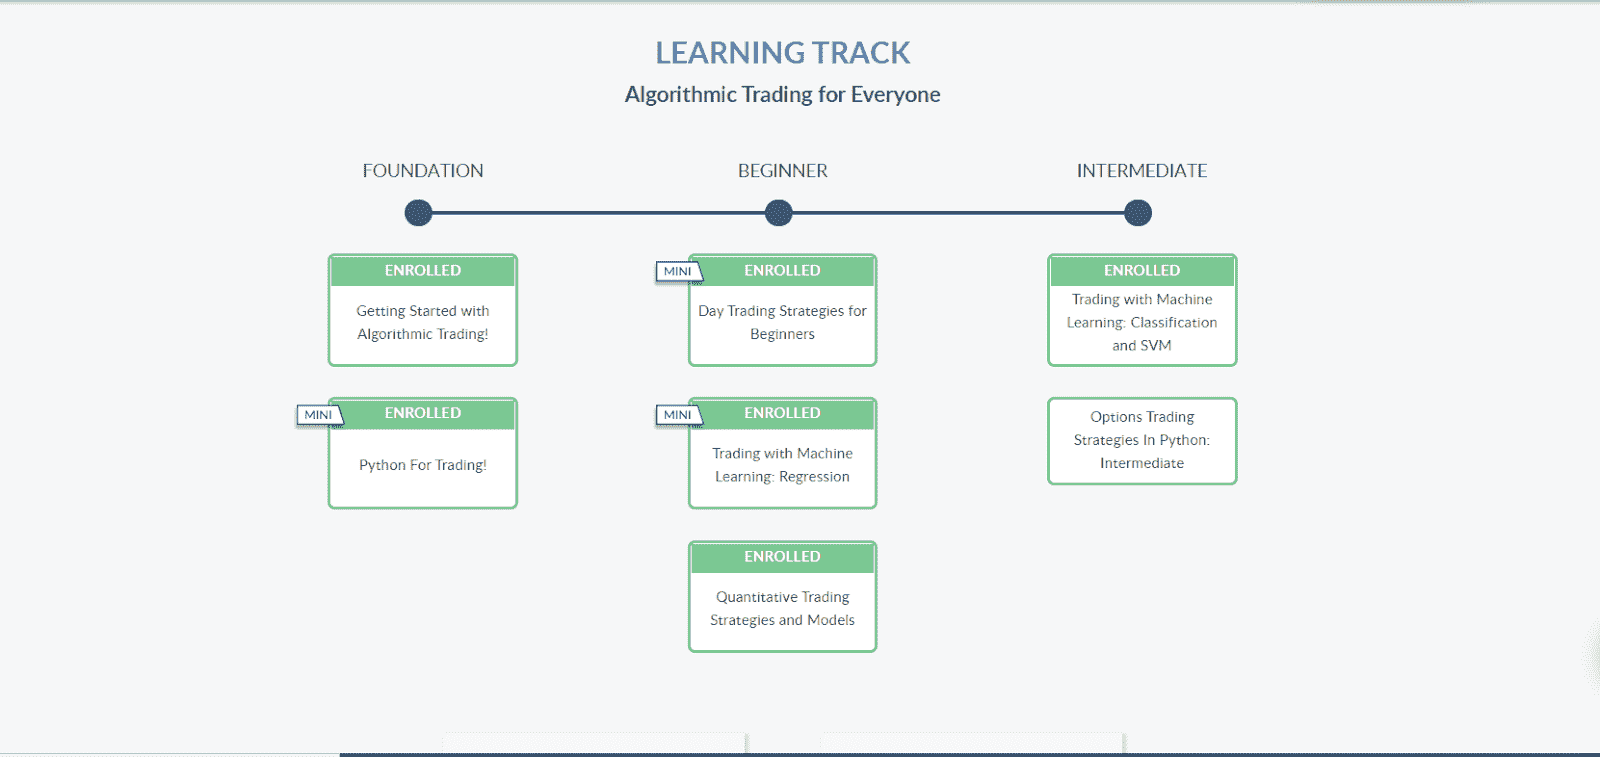 LEARNING TRACK
Algorithmic Trading for Everyone
FOUNDATION
BEGINNER
INTERMEDIATE
ENROLLED
Getting Started with
Algorithmic Trading!
MINI
ENROLLED
Python For Trading!
MINI
ENROLLED
Day Trading Strategies for
Beginners
MINI
ENROLLED
Trading with Machine
Learning: Regression
ENROLLED
Quantitative Trading
Strategies and Models
ENROLLED
Trading with Machine
Learning: Classification
and SVM
Options Trading
Strategies In Python:
Intermediate